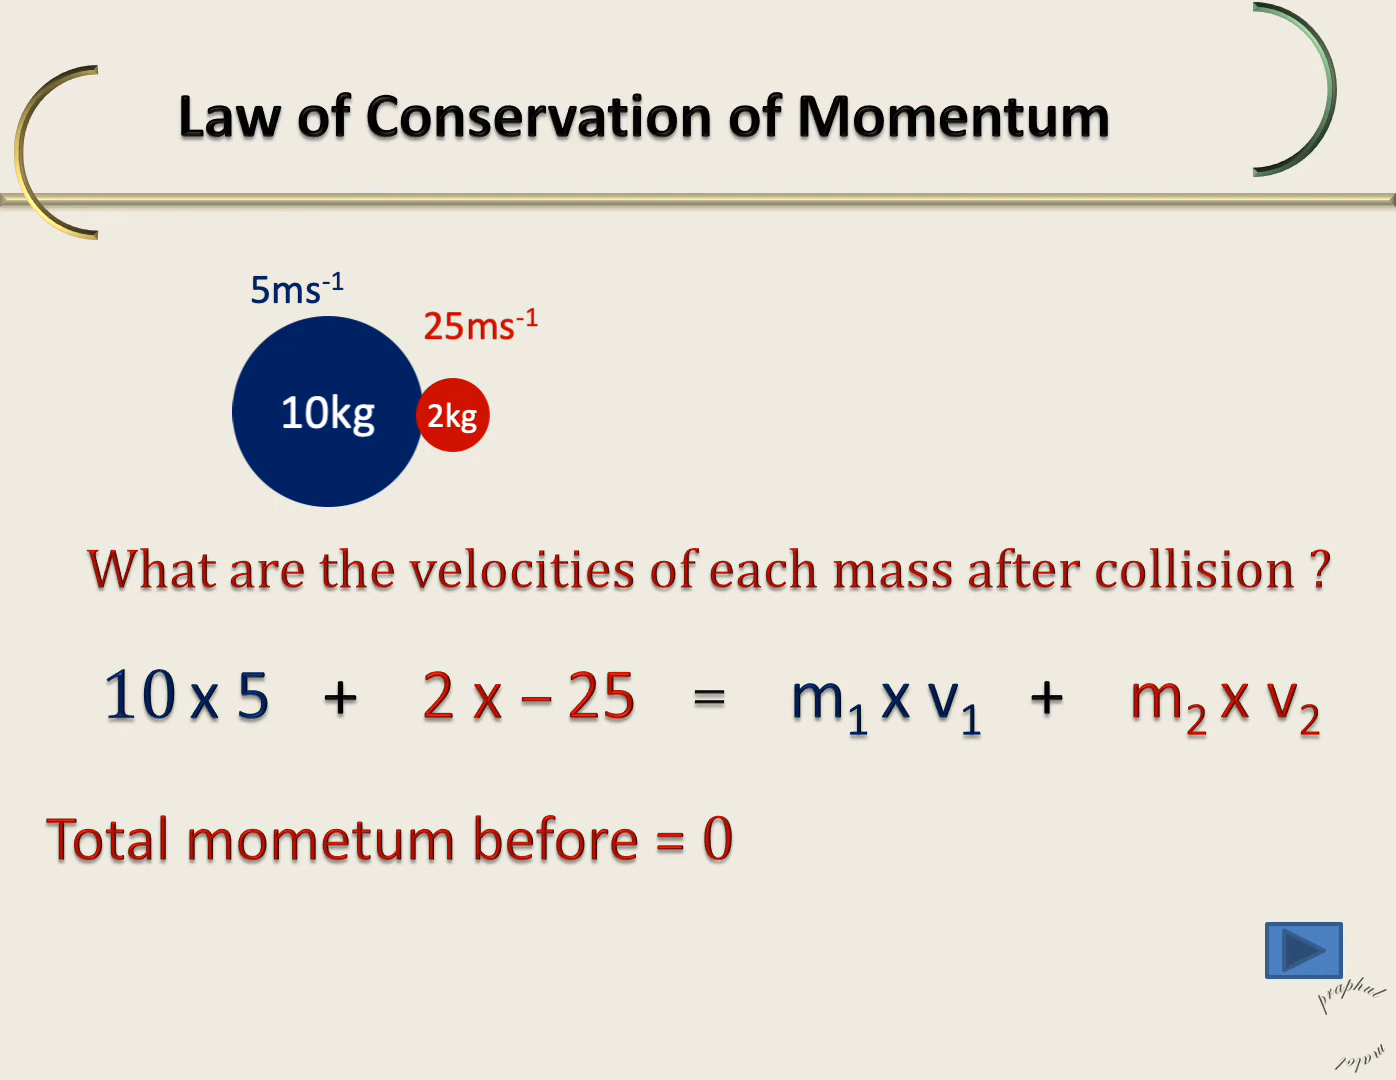 Law of Conservation of Momentum
5ms⁻¹
25ms⁻¹
10kg
2kg
What are the velocities of each mass after collision ?
10 x 5 + 2 x – 25 = m₁ x v₁ + m₂ x v₂
Total mometum before = 0
praphul